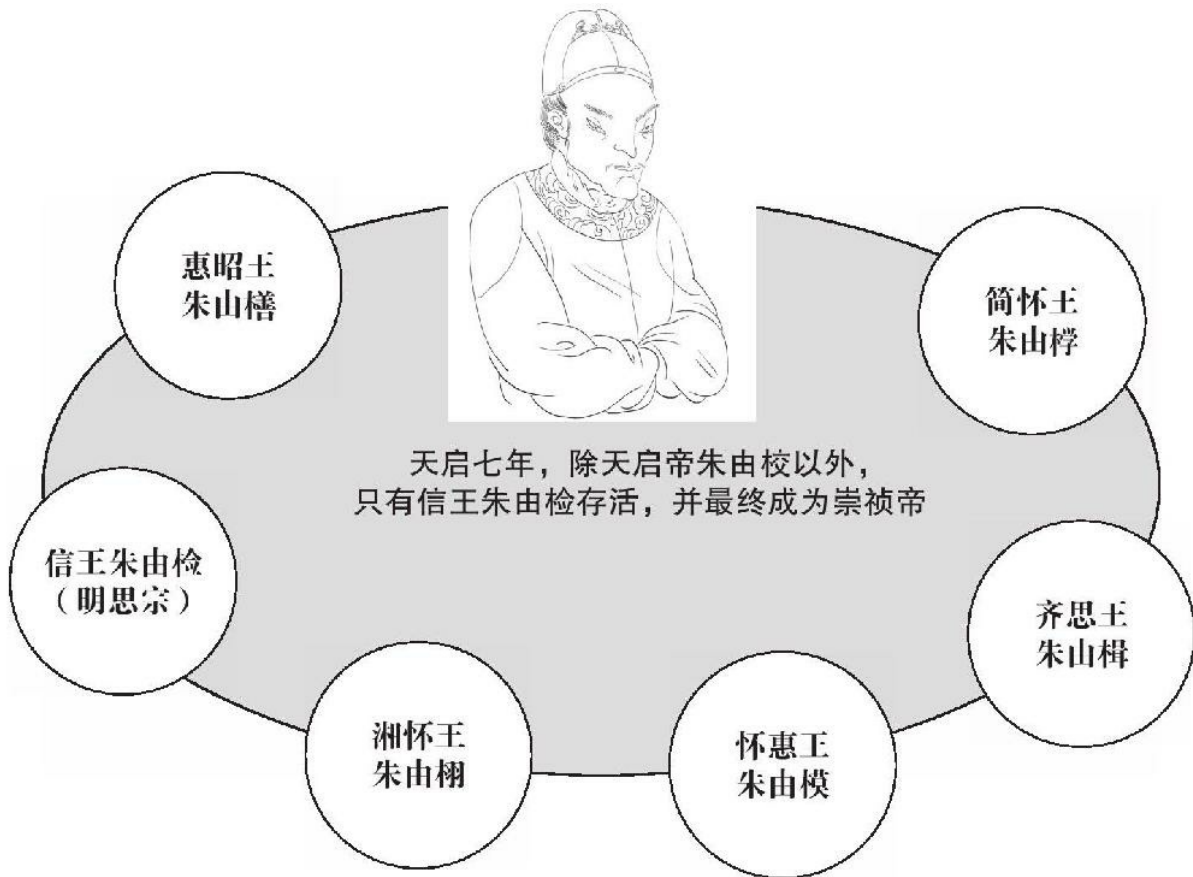 惠昭王
朱山橏
简怀王
朱由
天启七年，除天启帝朱由校以外，
只有信王朱由检存活，并最终成为崇祯帝
信王朱由检
（明思宗）
齐思王
朱山楫
湘怀王
朱由栩
怀惠王
朱由模